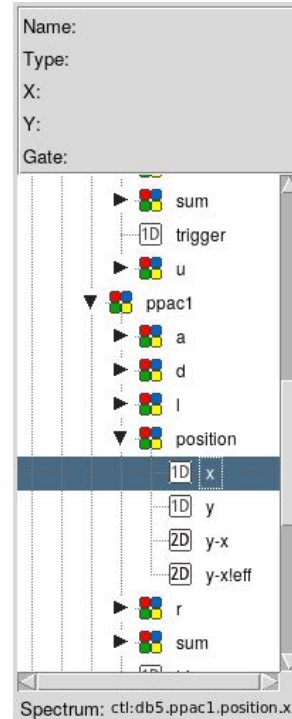 Name:
Type:
X:
Y:
Gate:
sum
1D trigger
u
ppac1
a
d
l
position
1D x
1D y
2D y-x
2D y-x!eff
r
sum
Spectrum: ctl:db5.ppac1.position.x